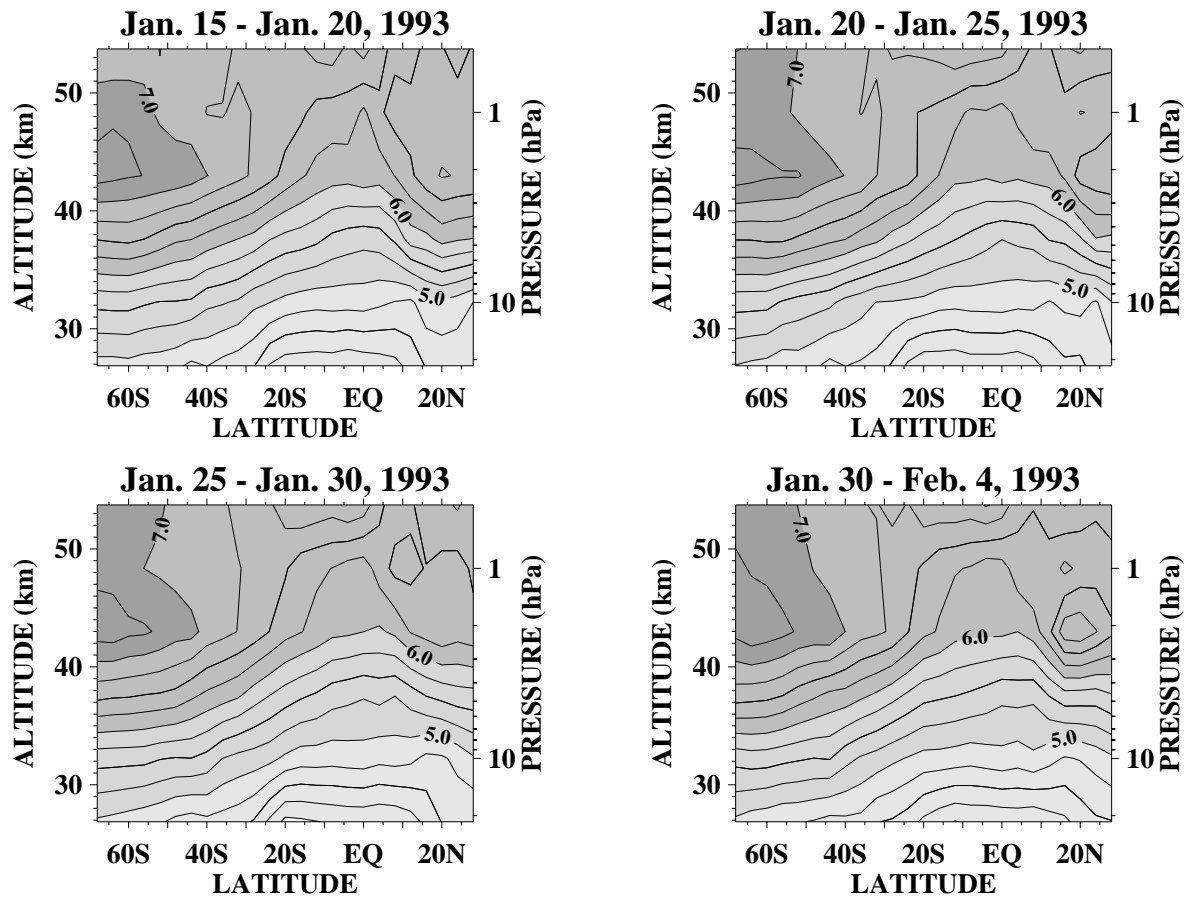 Jan. 15 - Jan. 20, 1993
7.0
6.0
5.0
50
40
30
ALTITUDE (km)
1
10
PRESSURE (hPa)
60S 40S 20S EQ 20N
LATITUDE
Jan. 20 - Jan. 25, 1993
7.0
6.0
5.0
50
40
30
ALTITUDE (km)
1
10
PRESSURE (hPa)
60S 40S 20S EQ 20N
LATITUDE
Jan. 25 - Jan. 30, 1993
7.0
6.0
5.0
50
40
30
ALTITUDE (km)
1
10
PRESSURE (hPa)
60S 40S 20S EQ 20N
LATITUDE
Jan. 30 - Feb. 4, 1993
7.0
6.0
5.0
50
40
30
ALTITUDE (km)
1
10
PRESSURE (hPa)
60S 40S 20S EQ 20N
LATITUDE